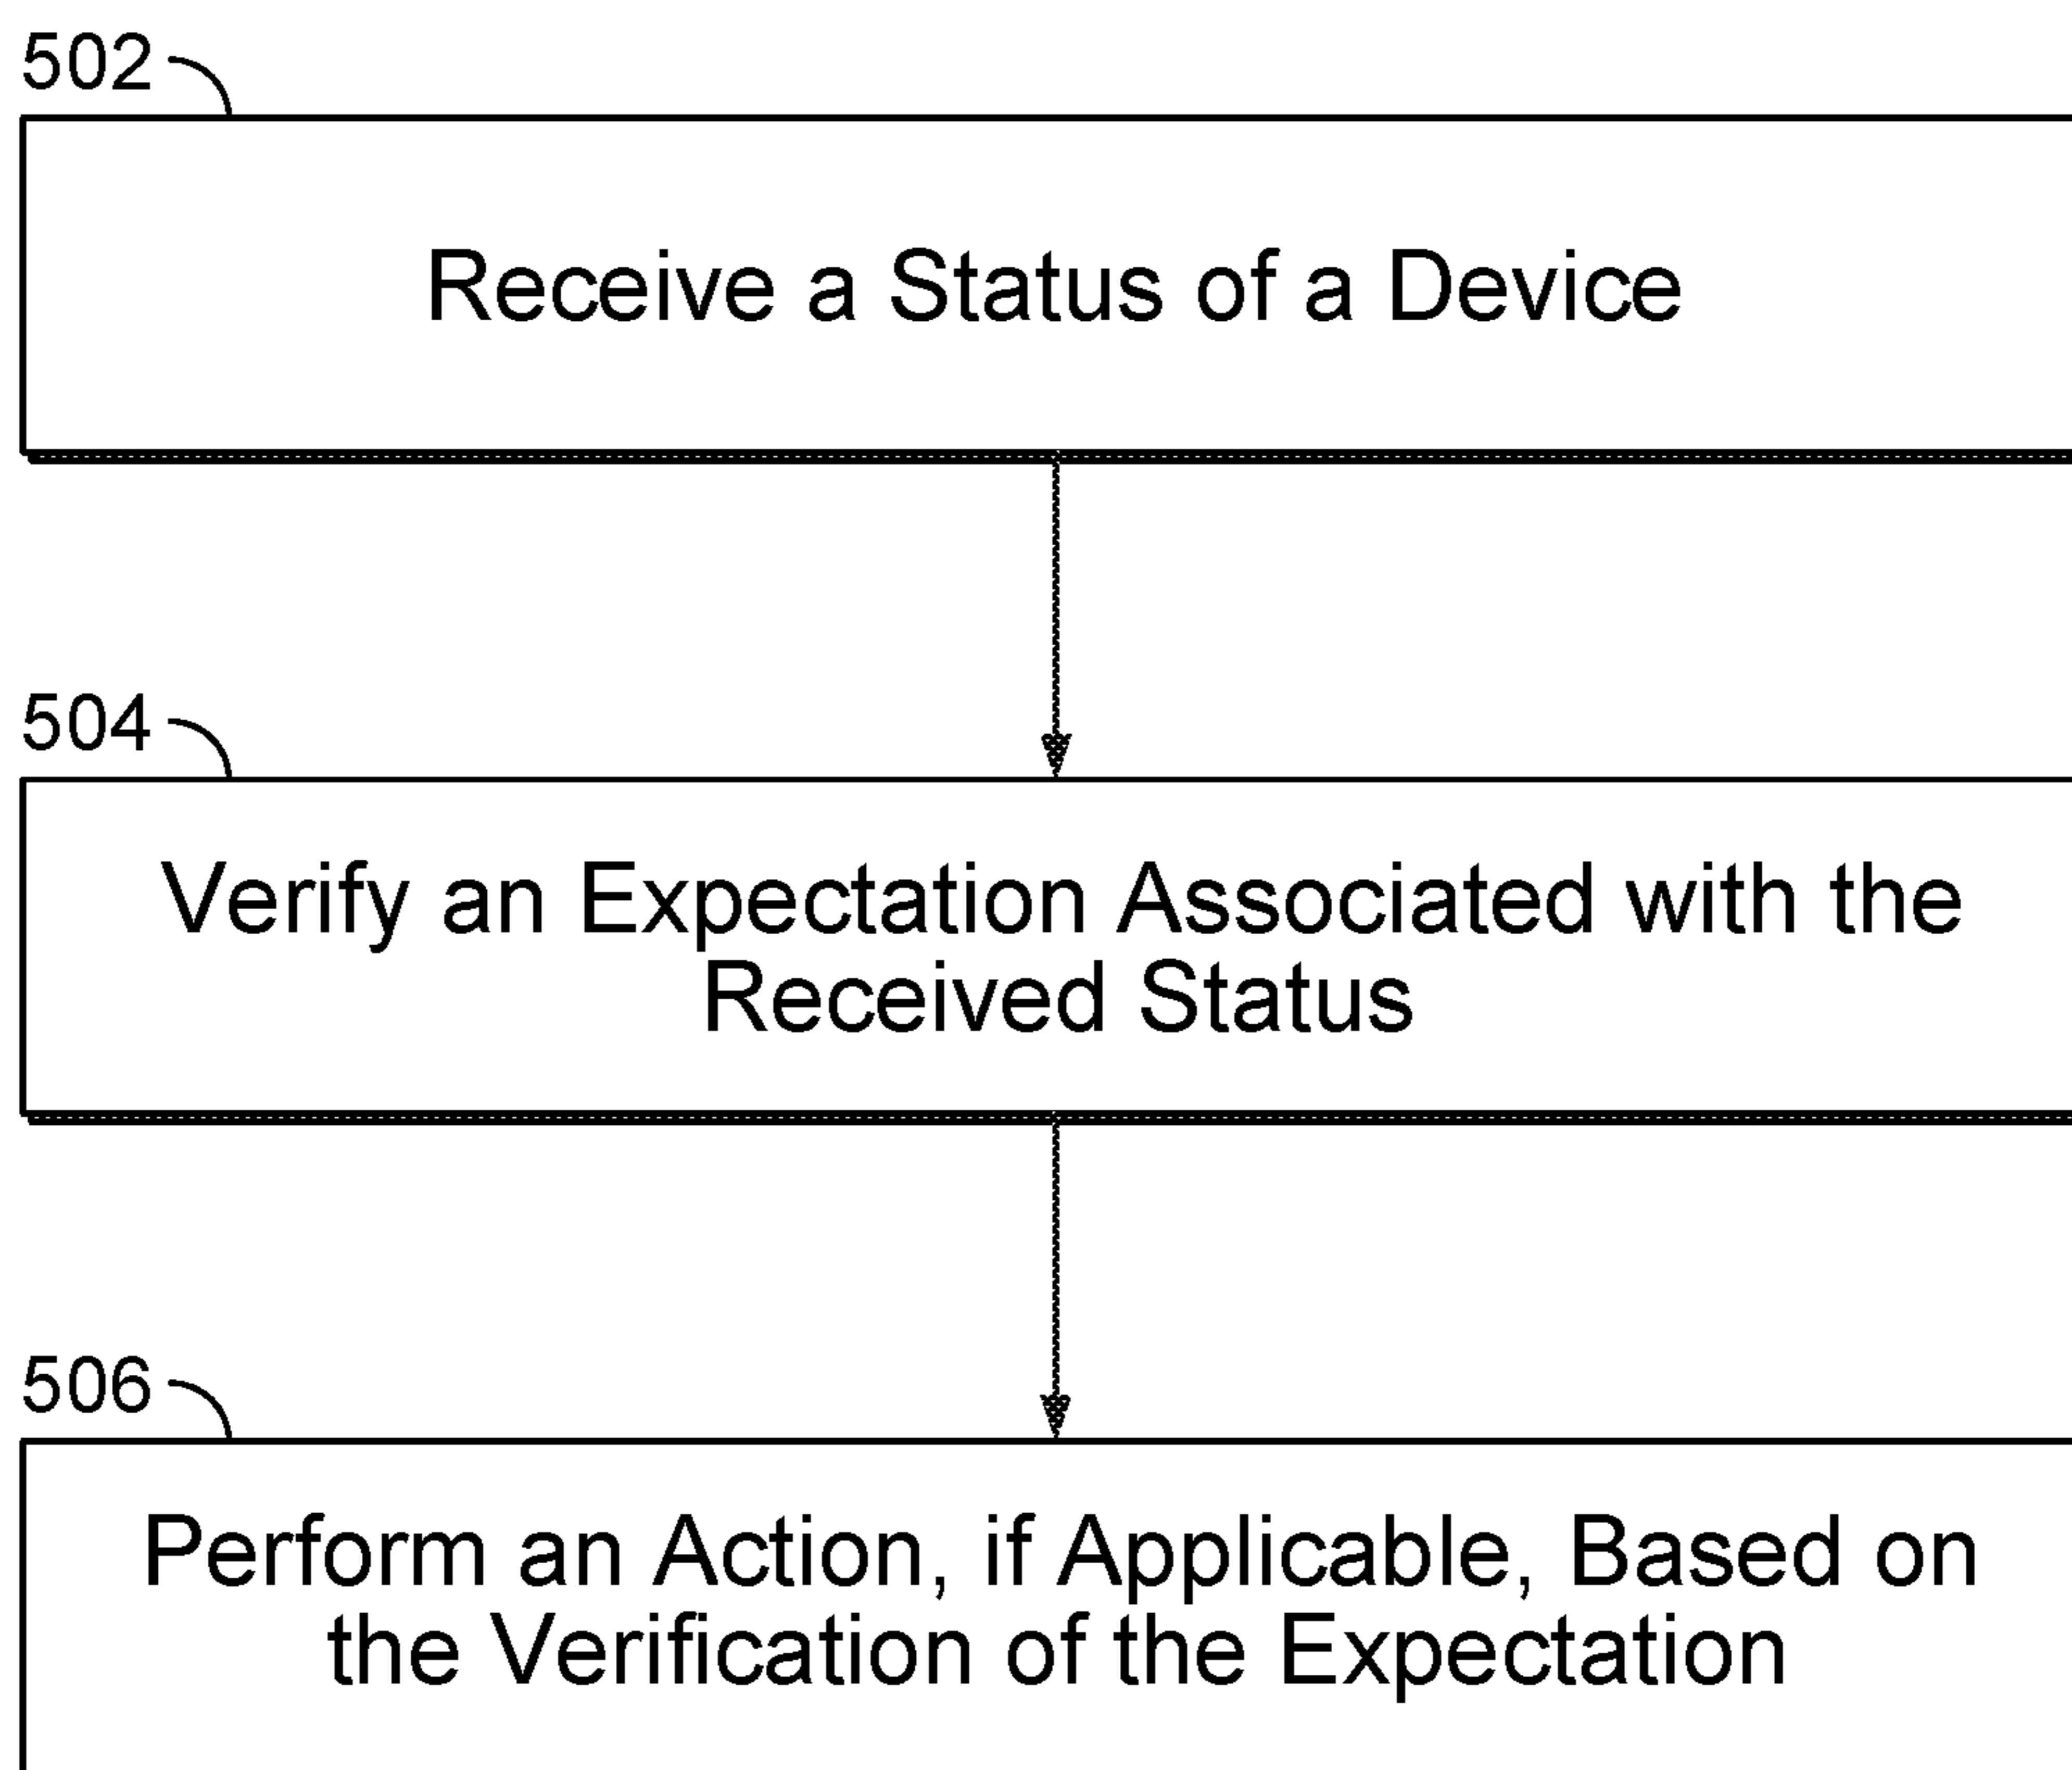 502
Receive a Status of a Device
504
Verify an Expectation Associated with the
Received Status
506
Perform an Action, if Applicable, Based on
the Verification of the Expectation